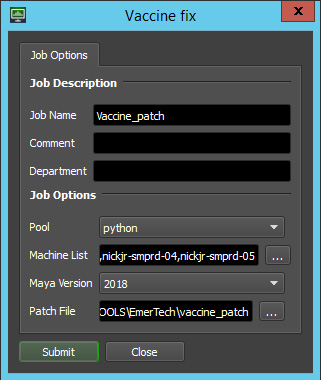 Vaccine fix
x
Job Options
Job Description
Job Name Vaccine_patch
Comment
Department
Job Options
Pool python
Machine List ,nickjr-smprd-04,nickjr-smprd-05 ...
Maya Version 2018
Patch File OOLS\EmerTech\vaccine_patch ...
Submit Close